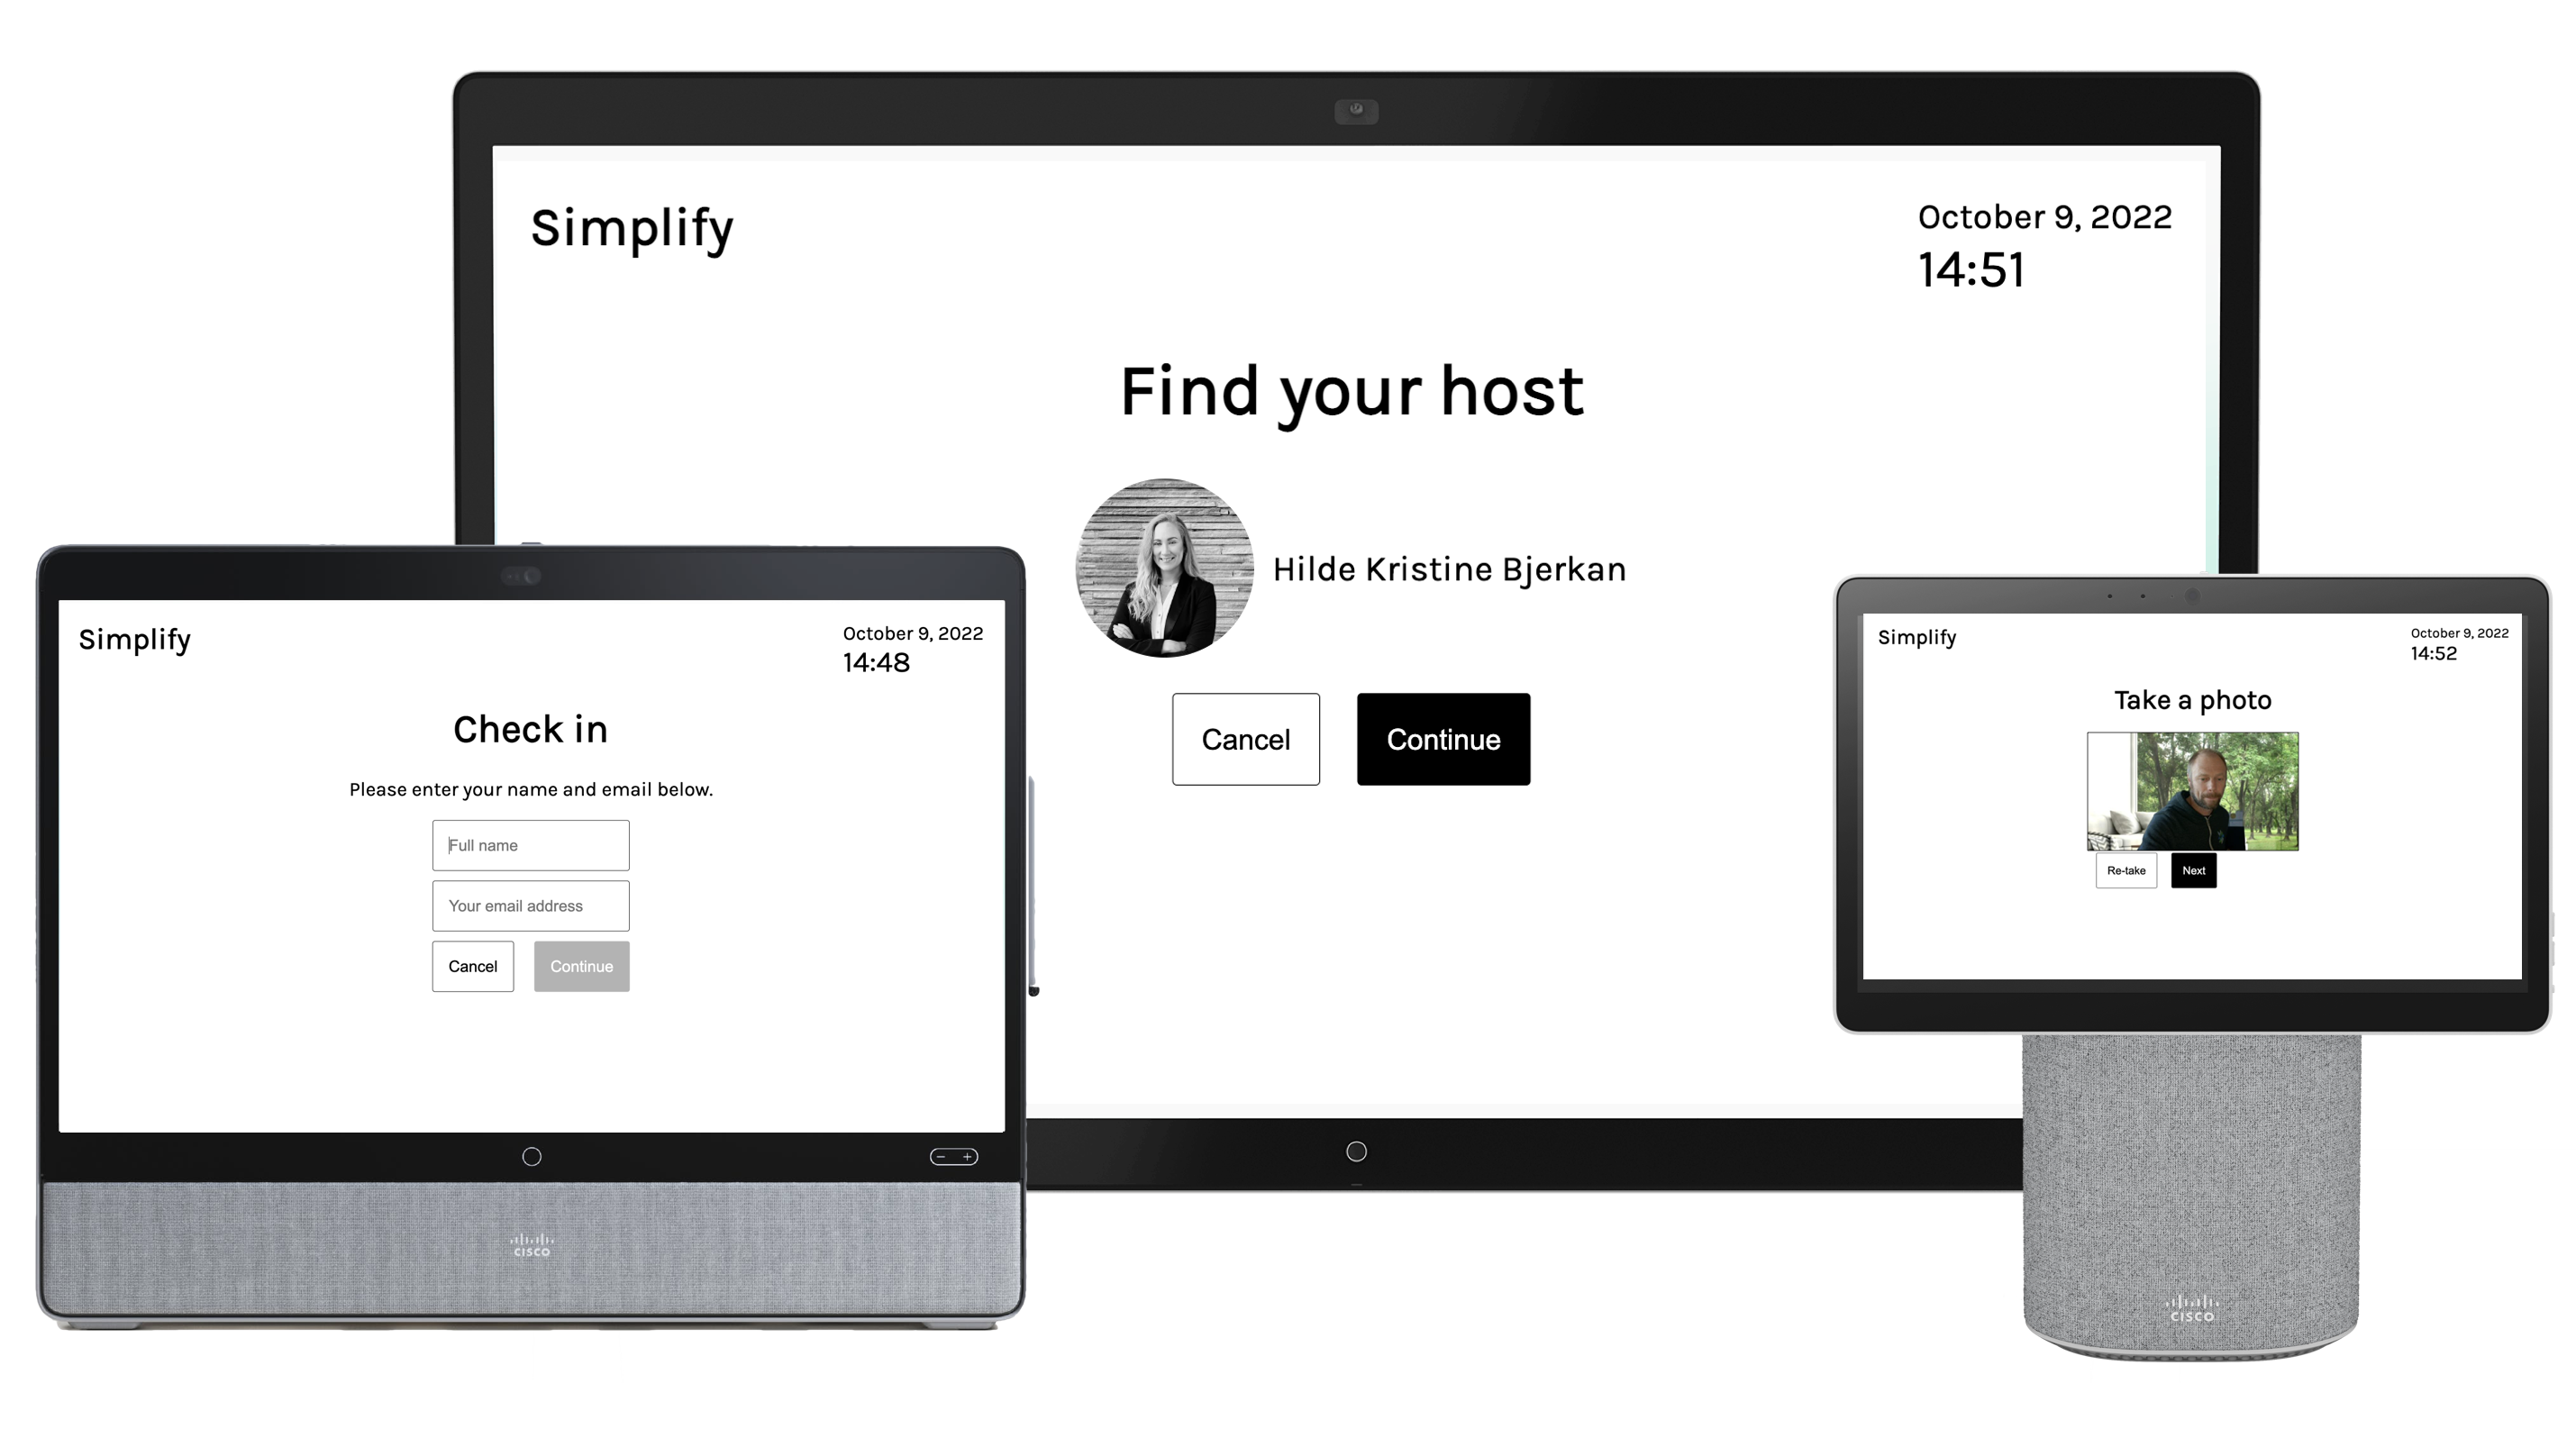 Simplify
October 9, 2022
14:51
Find your host
Hilde Kristine Bjerkan
Cancel
Continue
Simplify
October 9, 2022
14:48
Check in
Please enter your name and email below.
Full name
Your email address
Cancel
Continue
CISCO
Simplify
October 9, 2022
14:52
Take a photo
Re-take
Next
CISCO